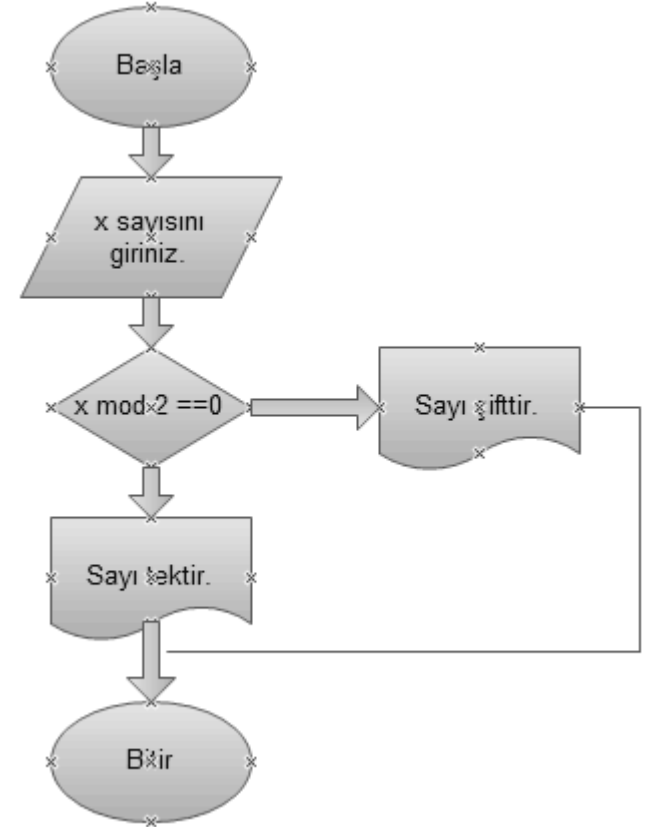 Başla
x sayısını
giriniz.
x mod 2 ==0
Sayı çifttir.
Sayı tektir.
Bitir